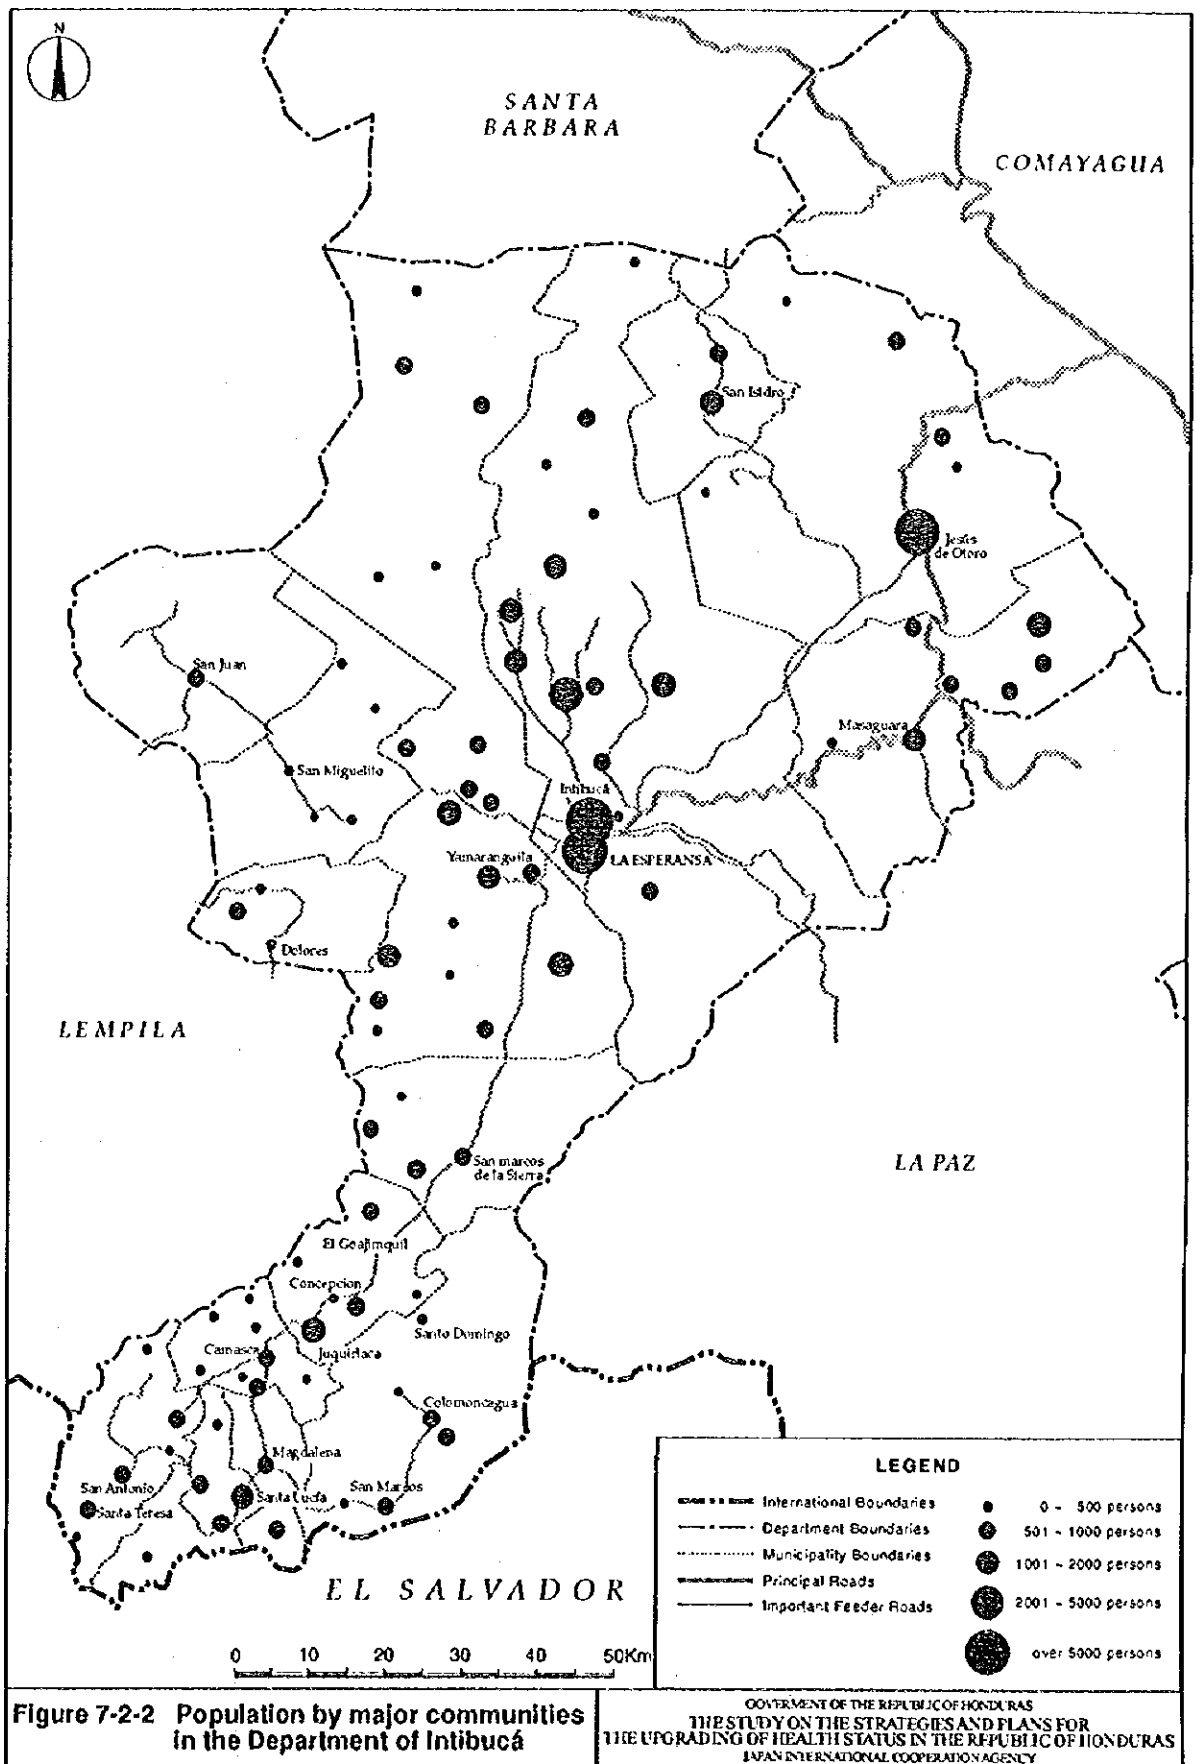 N
SANTA
BARBARA
COMAYAGUA
San Isidro
Jesús
de Otoro
San Juan
Masaguara
San Miguelito
Intibucá
Yamaranguila
LA ESPERANSA
Dolores
LEMPILA
San marcos
de la Sierra
LA PAZ
El Goajiniquil
Concepcion
Santo Domingo
Camasca
Colomoncagua
Magdalena
San Antonio
Santa Lucía
San Marcos
Santa Teresa
EL SALVADOR
LEGEND
International Boundaries
Department Boundaries
Municipality Boundaries
Principal Roads
Important Feeder Roads
0 - 500 persons
501 - 1000 persons
1001 - 2000 persons
2001 - 5000 persons
over 5000 persons
0 10 20 30 40 50Km
Figure 7-2-2 Population by major communities
in the Department of Intibucá
GOVERMENT OF THE REPUBLIC OF HONDURAS
THE STUDY ON THE STRATEGIES AND PLANS FOR
THE UPGRADING OF HEALTH STATUS IN THE REPUBLIC OF HONDURAS
JAPAN INTERNATIONAL COOPERATION AGENCY